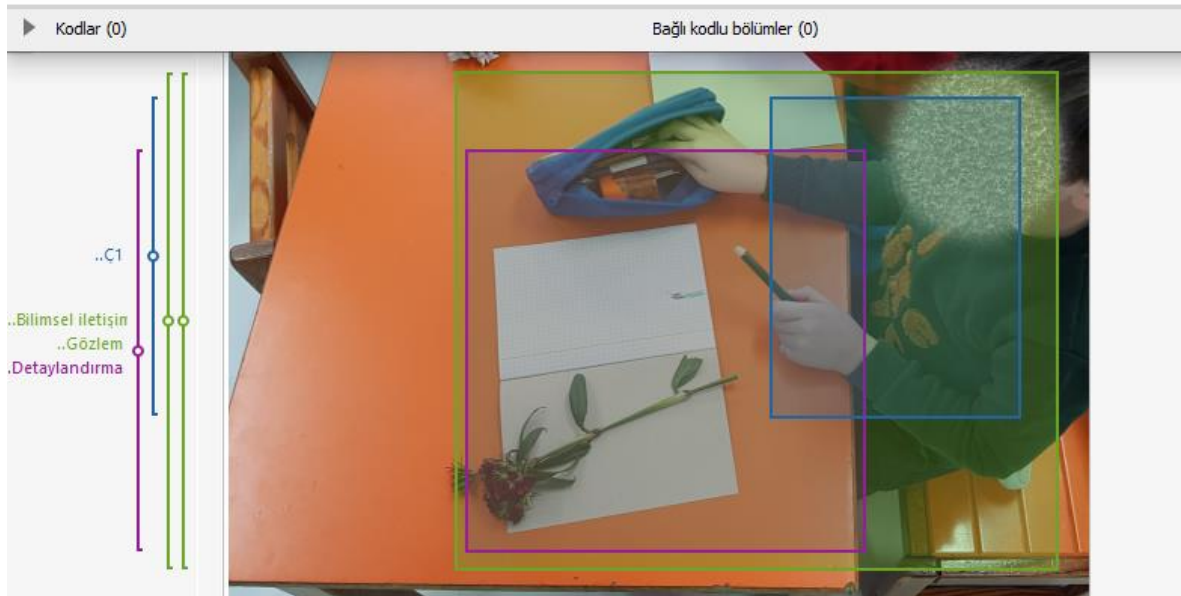 Kodlar (0)
Bağlı kodlu bölümler (0)
..Ç1
..Bilimsel iletişim
..Gözlem
.Detaylandırma